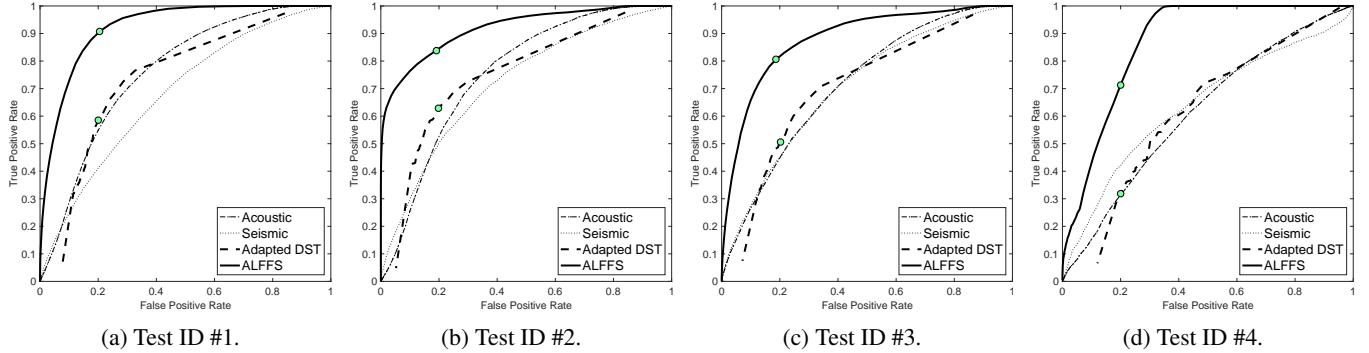 1
0.9
0.8
0.7
0.6
0.5
0.4
0.3
0.2
0.1
0
True Positive Rate
0 0.2 0.4 0.6 0.8 1
False Positive Rate
Acoustic
Seismic
Adapted DST
ALFFS
(a) Test ID #1.
1
0.9
0.8
0.7
0.6
0.5
0.4
0.3
0.2
0.1
0
True Positive Rate
0 0.2 0.4 0.6 0.8 1
False Positive Rate
Acoustic
Seismic
Adapted DST
ALFFS
(b) Test ID #2.
1
0.9
0.8
0.7
0.6
0.5
0.4
0.3
0.2
0.1
0
True Positive Rate
0 0.2 0.4 0.6 0.8 1
False Positive Rate
Acoustic
Seismic
Adapted DST
ALFFS
(c) Test ID #3.
1
0.9
0.8
0.7
0.6
0.5
0.4
0.3
0.2
0.1
0
True Positive Rate
0 0.2 0.4 0.6 0.8 1
False Positive Rate
Acoustic
Seismic
Adapted DST
ALFFS
(d) Test ID #4.